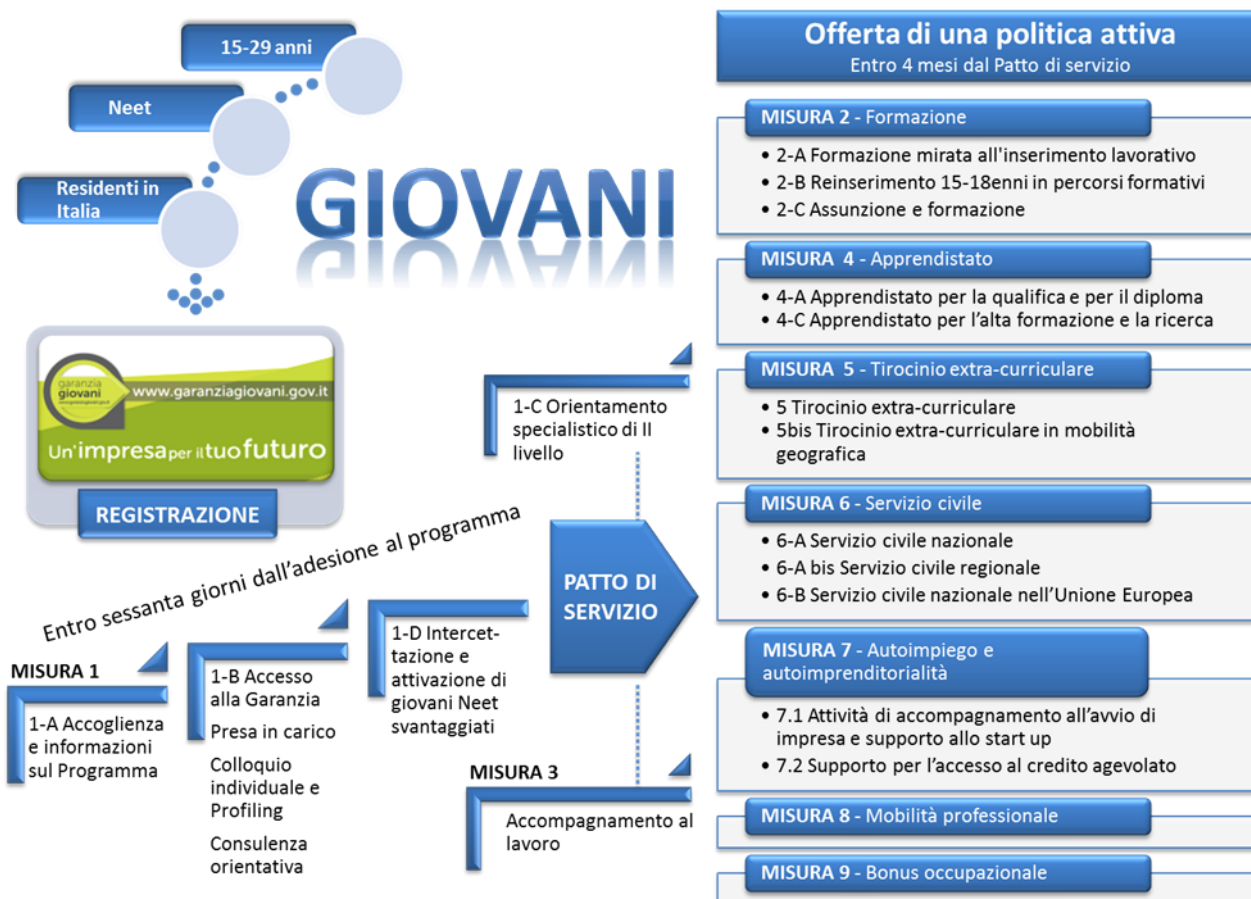 15-29 anni
Neet
Residenti in
Italia
GIOVANI
garanzia
giovani
www.garanziagiovani.gov.it
Un'impresa per il tuo futuro
REGISTRAZIONE
Entro sessanta giorni dall'adesione al programma
MISURA 1
1-A Accoglienza
e informazioni
sul Programma
1-B Accesso
alla Garanzia
Presa in carico
Colloquio
individuale e
Profiling
Consulenza
orientativa
1-D Intercet-
tazione e
attivazione di
giovani Neet
svantaggiati
1-C Orientamento
specialistico di II
livello
PATTO DI
SERVIZIO
MISURA 3
Accompagnamento al
lavoro
Offerta di una politica attiva
Entro 4 mesi dal Patto di servizio
MISURA 2 - Formazione
• 2-A Formazione mirata all'inserimento lavorativo
• 2-B Reinserimento 15-18enni in percorsi formativi
• 2-C Assunzione e formazione
MISURA 4 - Apprendistato
• 4-A Apprendistato per la qualifica e per il diploma
• 4-C Apprendistato per l'alta formazione e la ricerca
MISURA 5 - Tirocinio extra-curriculare
• 5 Tirocinio extra-curriculare
• 5bis Tirocinio extra-curriculare in mobilità
geografica
MISURA 6 - Servizio civile
• 6-A Servizio civile nazionale
• 6-A bis Servizio civile regionale
• 6-B Servizio civile nazionale nell'Unione Europea
MISURA 7 - Autoimpiego e
autoimprenditorialità
• 7.1 Attività di accompagnamento all'avvio di
impresa e supporto allo start up
• 7.2 Supporto per l'accesso al credito agevolato
MISURA 8 - Mobilità professionale
MISURA 9 - Bonus occupazionale